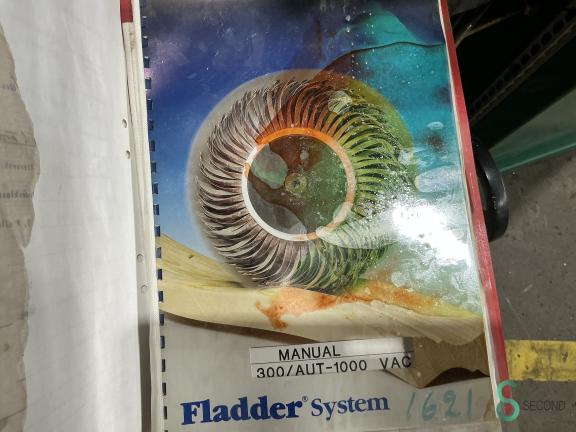 MANUAL
300/AUT-1000 VAC
Fladder® System 1621
SECOND